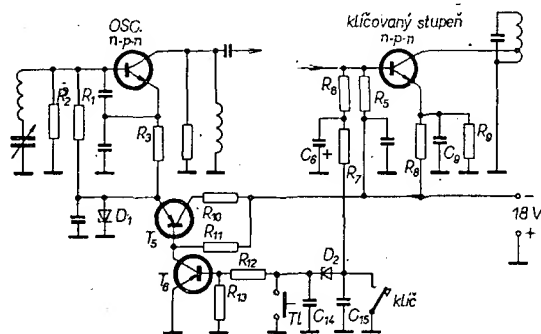 OSC.
n-p-n
klíčovaný stupeň
n-p-n
R2
R1
R3
R6
R5
C6
+
R7
C9
R9
R8
D1
T5
R10
R11
−
18 V
+
T6
R12
R13
Tl
C14
D2
C15
klíč